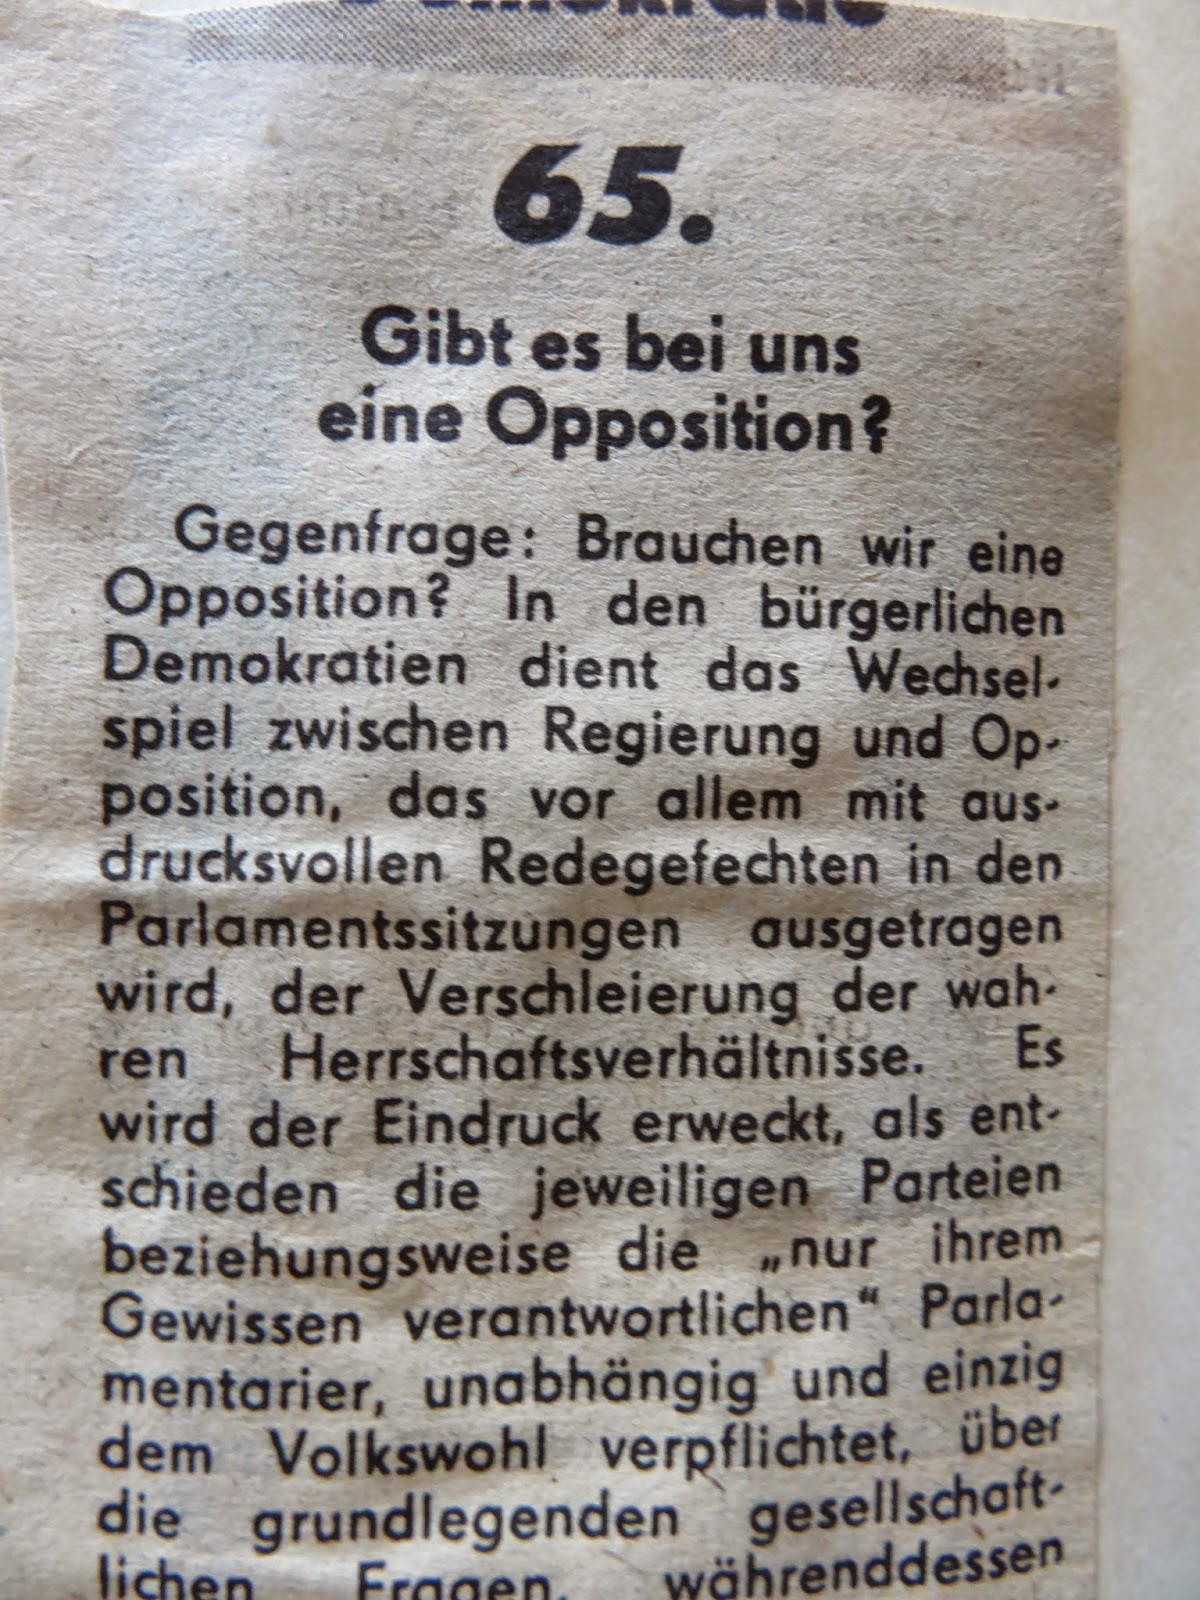 Demokratie
65.
Gibt es bei uns
eine Opposition?
Gegenfrage: Brauchen wir eine
Opposition? In den bürgerlichen
Demokratien dient das Wechsel-
spiel zwischen Regierung und Op-
position, das vor allem mit aus-
drucksvollen Redegefechten in den
Parlamentssitzungen ausgetragen
wird, der Verschleierung der wah-
ren Herrschaftsverhältnisse. Es
wird der Eindruck erweckt, als ent-
schieden die jeweiligen Parteien
beziehungsweise die „nur ihrem
Gewissen verantwortlichen“ Parla-
mentarier, unabhängig und einzig
dem Volkswohl verpflichtet, über
die grundlegenden gesellschaft-
lichen Fragen, währenddessen